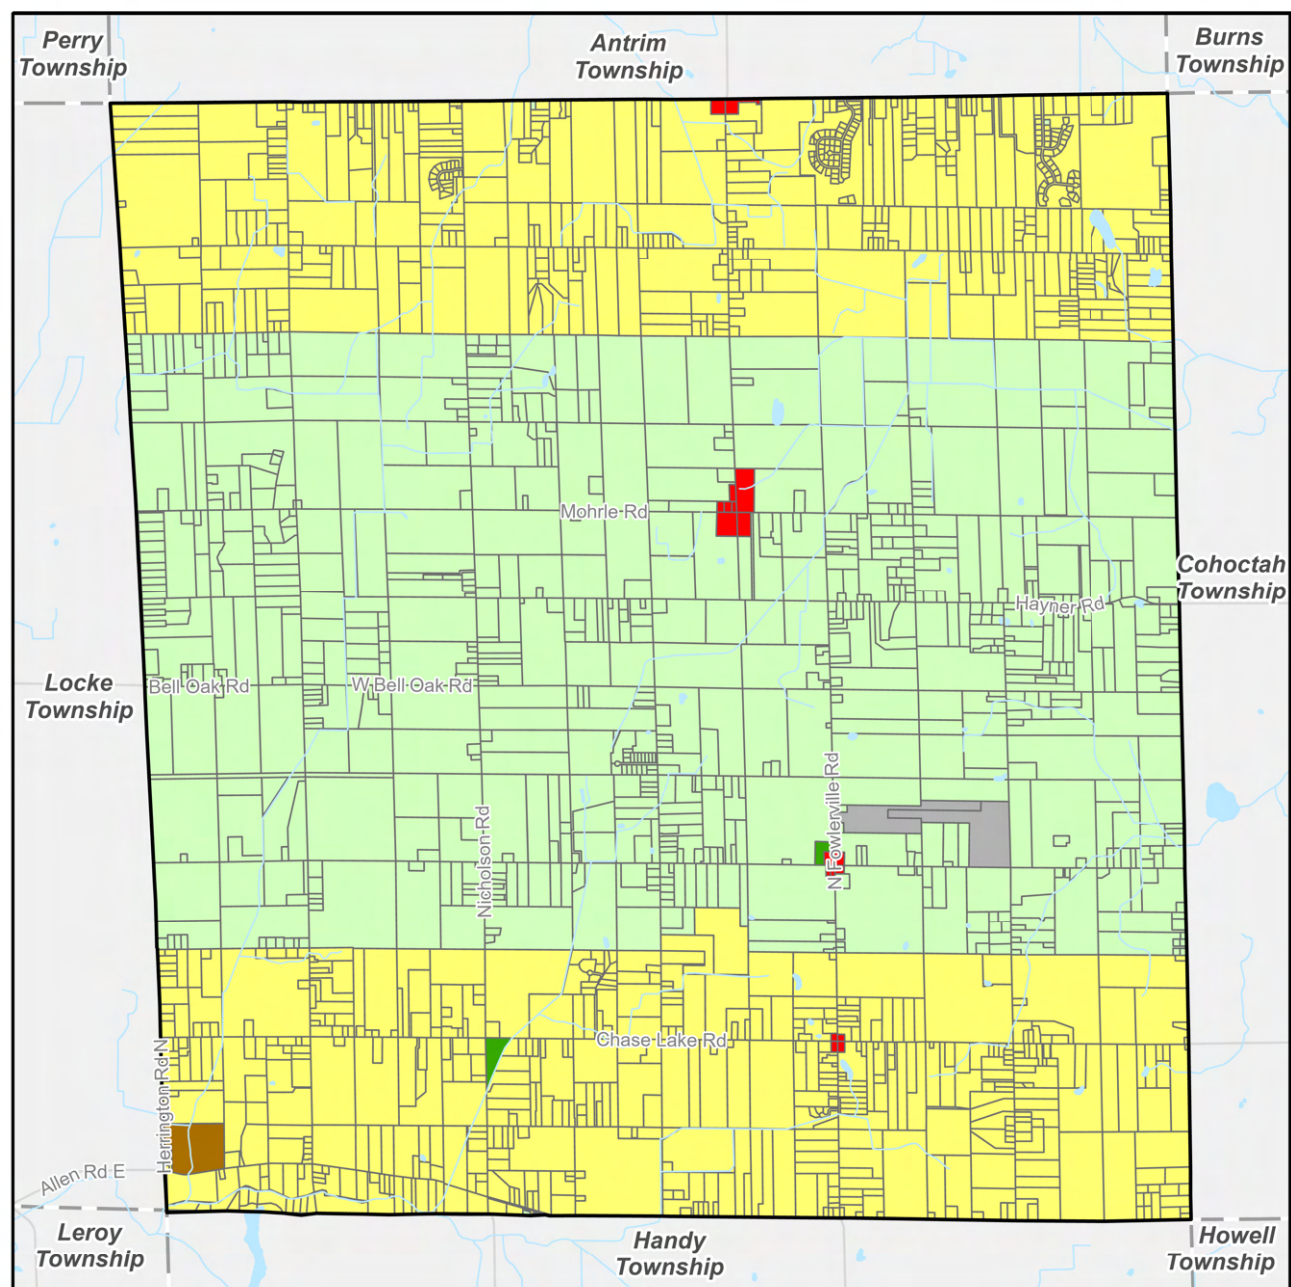 Perry
Township
Antrim
Township
Burns
Township
Mohrle Rd
Cohoctah
Township
Hayner Rd
Locke
Township
Bell Oak Rd
W Bell Oak Rd
N Fowlerville Rd
Nicholson Rd
Chase Lake Rd
Herrington Rd N
Allen Rd E
Leroy
Township
Handy
Township
Howell
Township